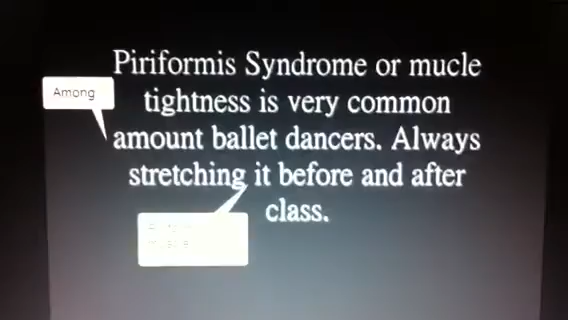 Piriformis Syndrome or mucle
Among
tightness is very common
amount ballet dancers. Always
stretching it before and after
class.